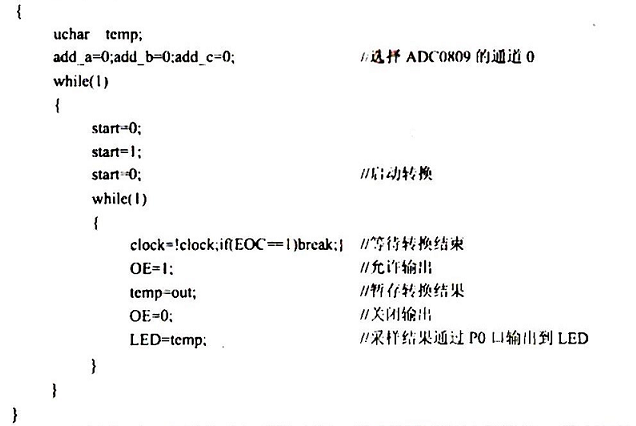 {
uchar temp;
add_a=0;add_b=0;add_c=0; //选择 ADC0809 的通道 0
while(1)
{
start=0;
start=1;
start=0; //启动转换
while(1)
{
clock=!clock;if(EOC==1)break;} //等待转换结束
OE=1; //允许输出
temp=out; //暂存转换结果
OE=0; //关闭输出
LED=temp; //采样结果通过 P0 口输出到 LED
}
}
}